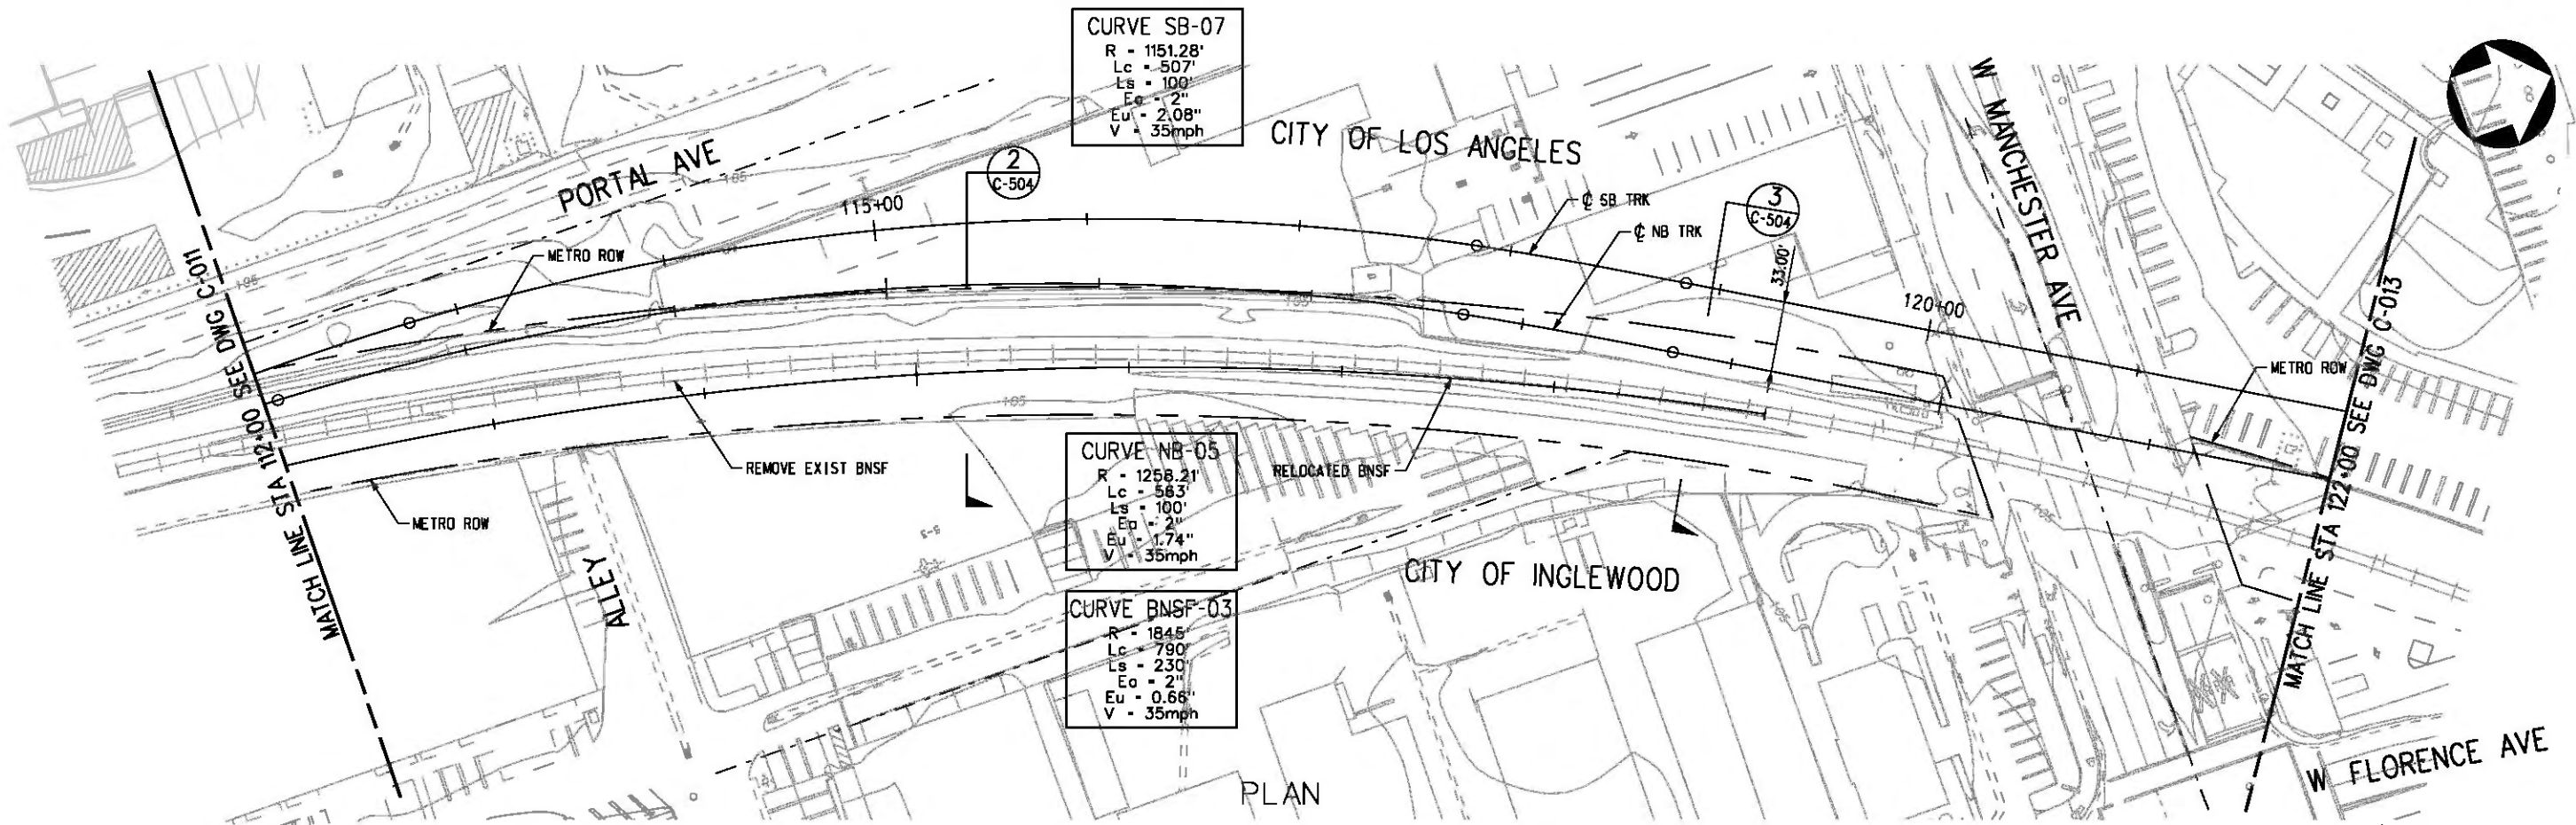 CURVE SB-07
R - 1151.28'
Lc - 507'
Ls - 100'
Ea - 2"
Eu - 2.08"
V - 35mph
CITY OF LOS ANGELES
PORTAL AVE
W MANCHESTER AVE
2
C-504
3
C-504
115+00
185
℄ SB TRK
℄ NB TRK
33.00'
120+00
METRO ROW
METRO ROW
MATCH LINE STA 112+00 SEE DWG C-011
MATCH LINE STA 122+00 SEE DWG C-013
REMOVE EXIST BNSF
RELOCATED BNSF
METRO ROW
ALLEY
CURVE NB-05
R - 1258.21'
Lc - 563'
Ls - 100'
Ea - 2"
Eu - 1.74"
V - 35mph
CITY OF INGLEWOOD
CURVE BNSF-03
R - 1845'
Lc - 790'
Ls - 230'
Ea - 2"
Eu - 0.66"
V - 35mph
W FLORENCE AVE
PLAN